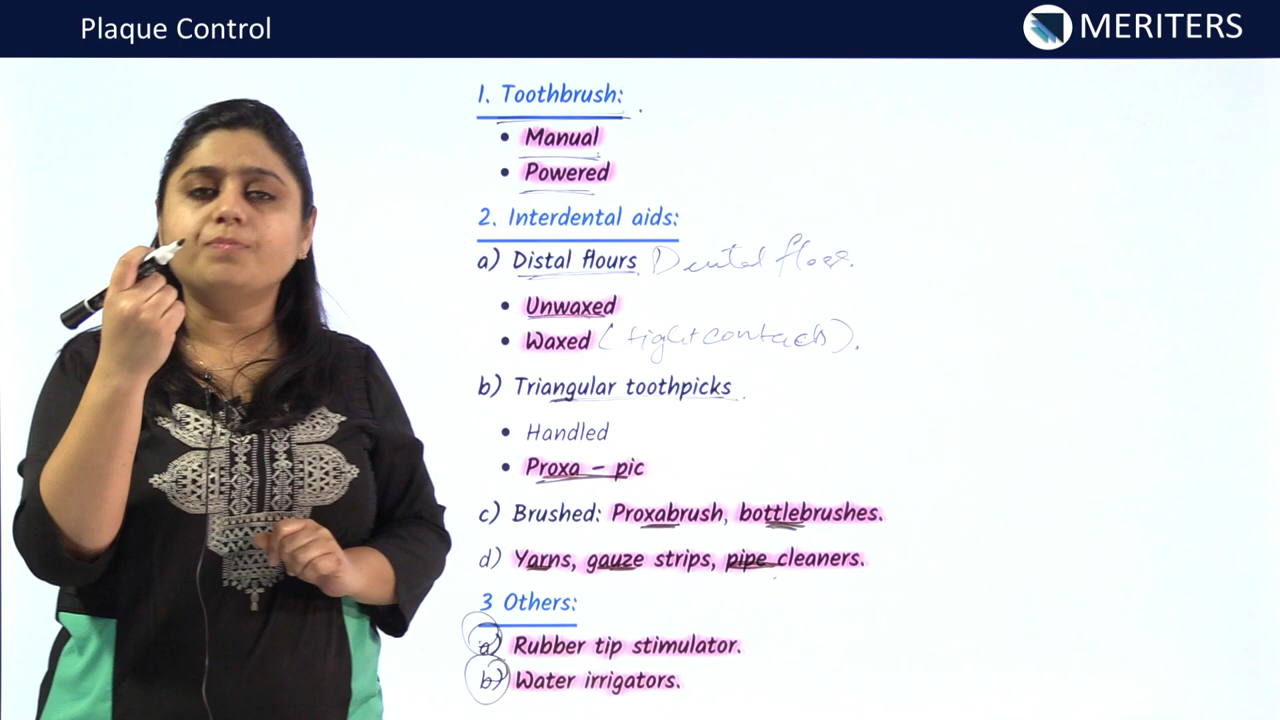 Plaque Control
MERITERS
1. Toothbrush:
• Manual
• Powered
2. Interdental aids:
a) Distal flours Dental floss.
• Unwaxed
• Waxed (tight contacts).
b) Triangular toothpicks
• Handled
• Proxa – pic
c) Brushed: Proxabrush, bottlebrushes.
d) Yarns, gauze strips, pipe cleaners.
3 Others:
a) Rubber tip stimulator.
b) Water irrigators.